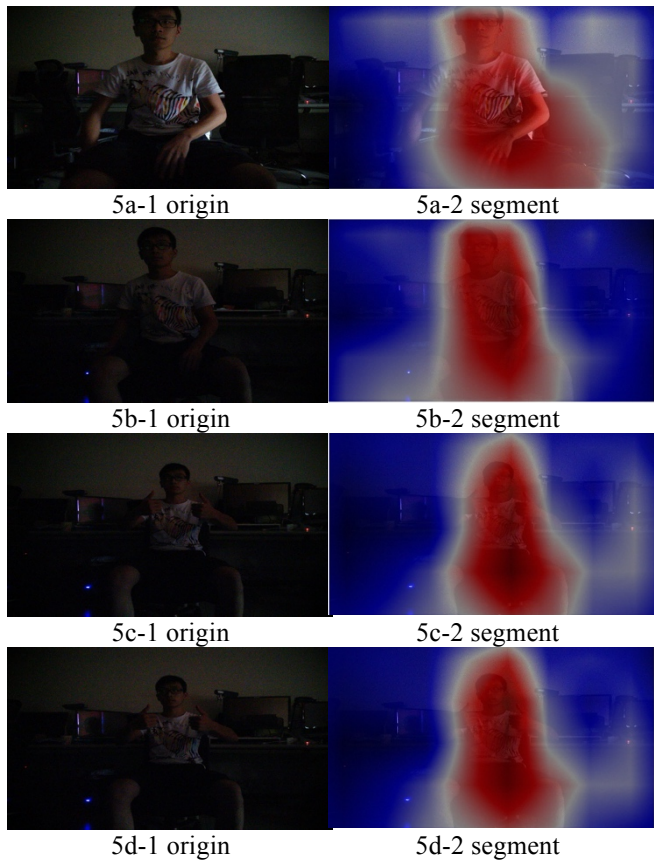 5a-1 origin 5a-2 segment
5b-1 origin 5b-2 segment
5c-1 origin 5c-2 segment
5d-1 origin 5d-2 segment